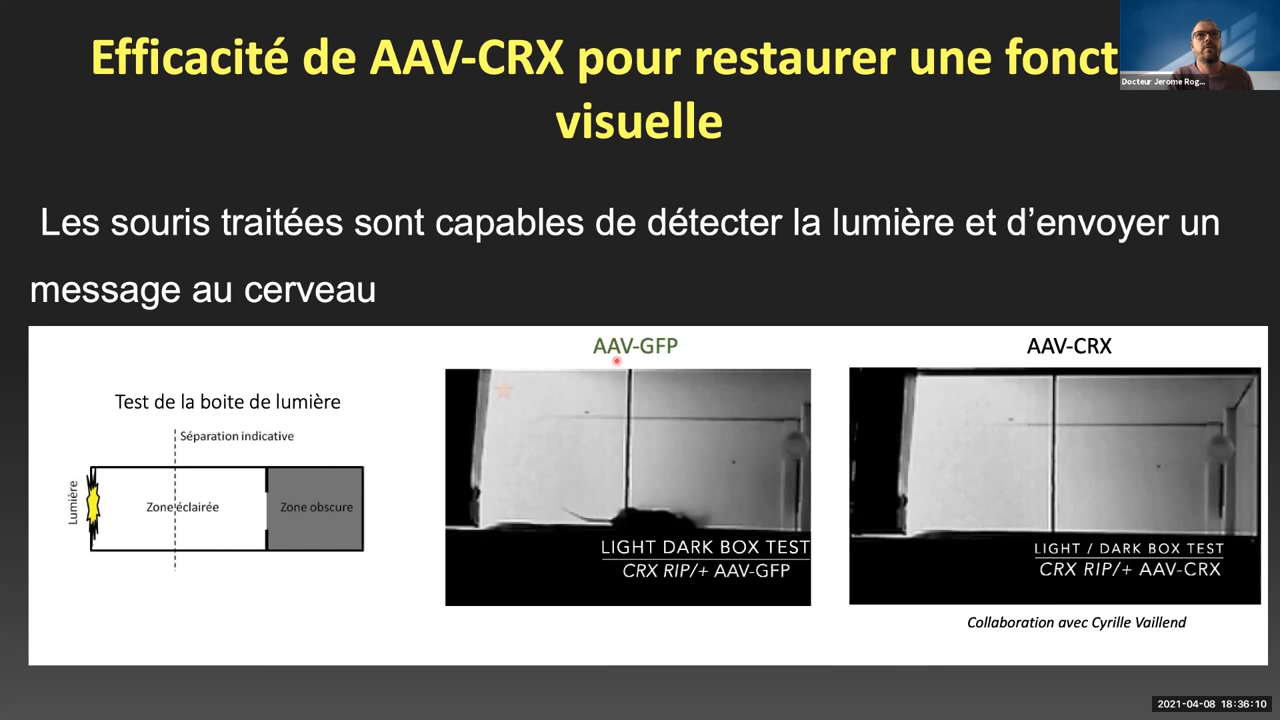 Efficacité de AAV-CRX pour restaurer une fonct
visuelle
Docteur Jerome Rog...
Les souris traitées sont capables de détecter la lumière et d’envoyer un
message au cerveau
Test de la boite de lumière
Séparation indicative
Lumière
Zone éclairée
Zone obscure
AAV-GFP
LIGHT DARK BOX TEST
CRX RIP/+ AAV-GFP
AAV-CRX
LIGHT / DARK BOX TEST
CRX RIP/+ AAV-CRX
Collaboration avec Cyrille Vaillend
2021-04-08 18:36:10